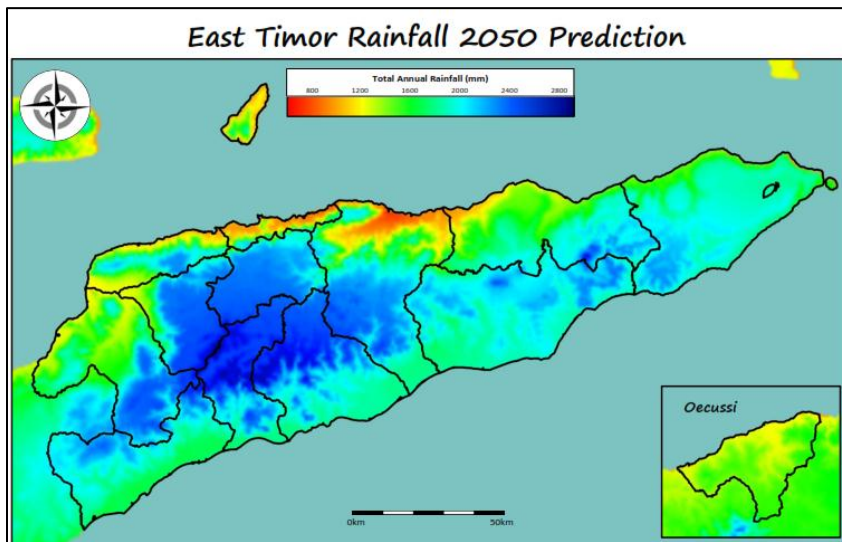 East Timor Rainfall 2050 Prediction
Total Annual Rainfall (mm)
800 1200 1600 2000 2400 2800
Oecussi
0km 50km